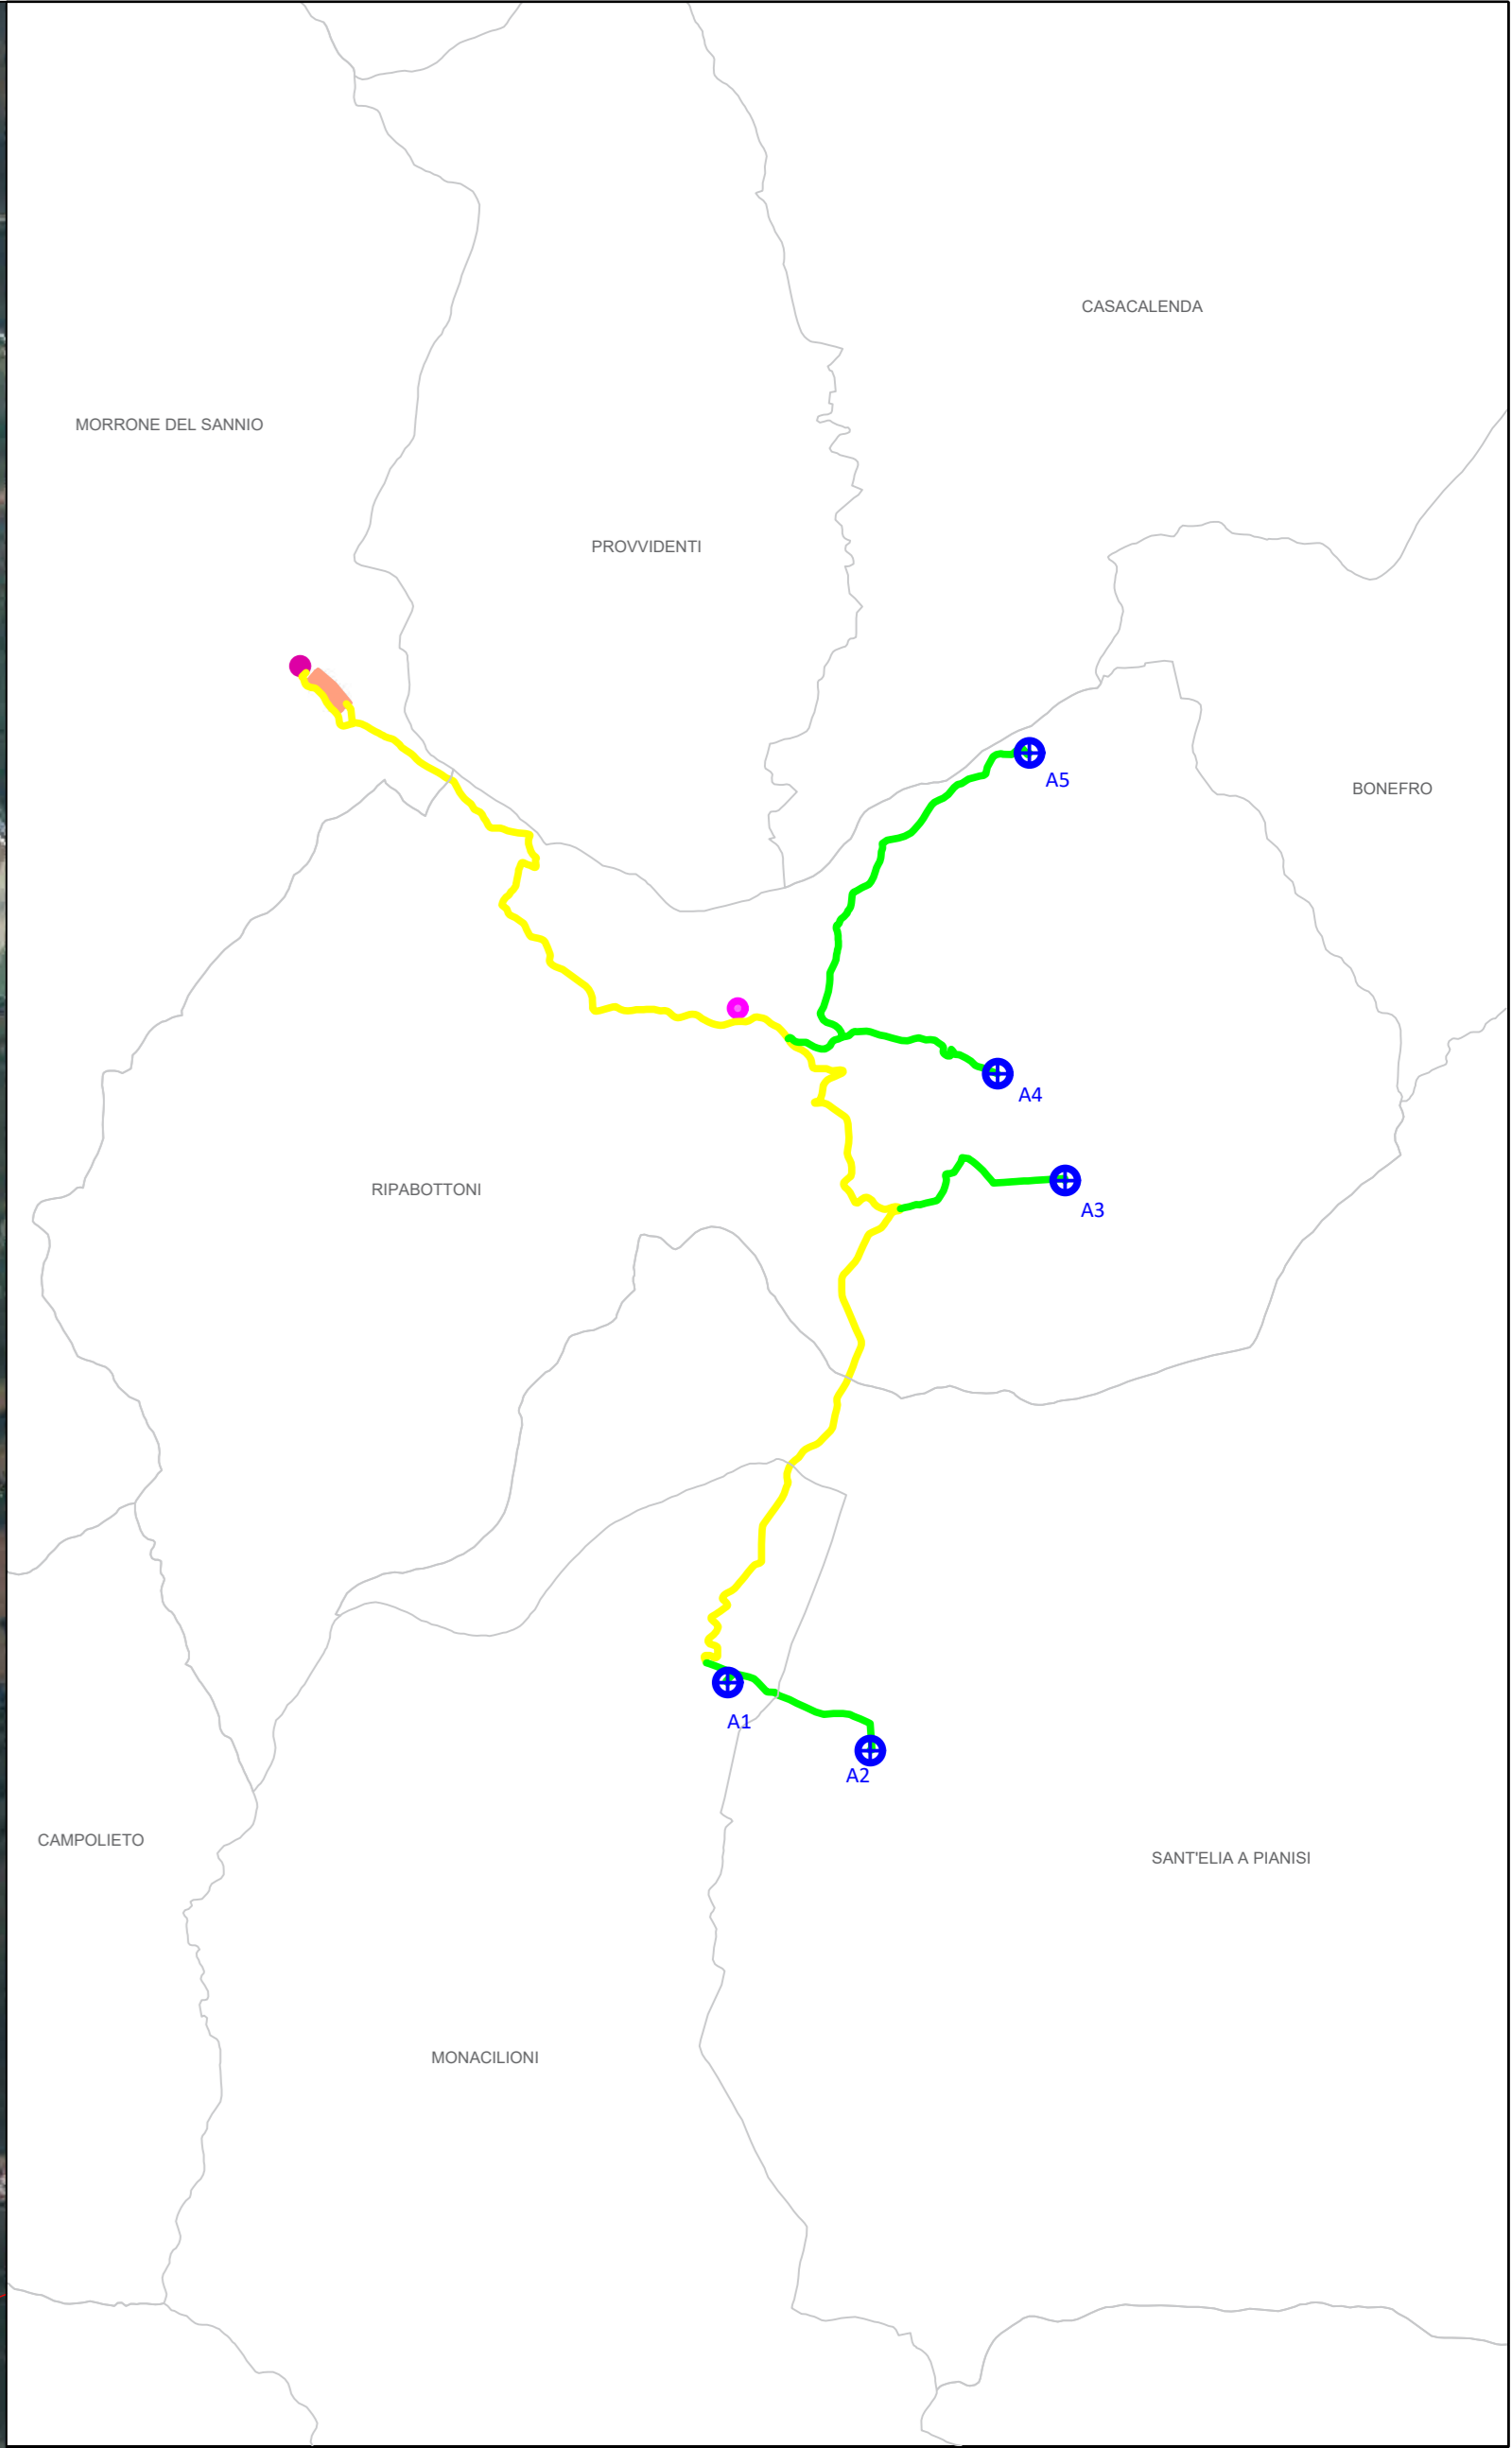 CASACALENDA
MORRONE DEL SANNIO
PROVVIDENTI
A5
BONEFRO
A4
RIPABOTTONI
A3
A1
A2
CAMPOLIETO
SANT'ELIA A PIANISI
MONACILIONI